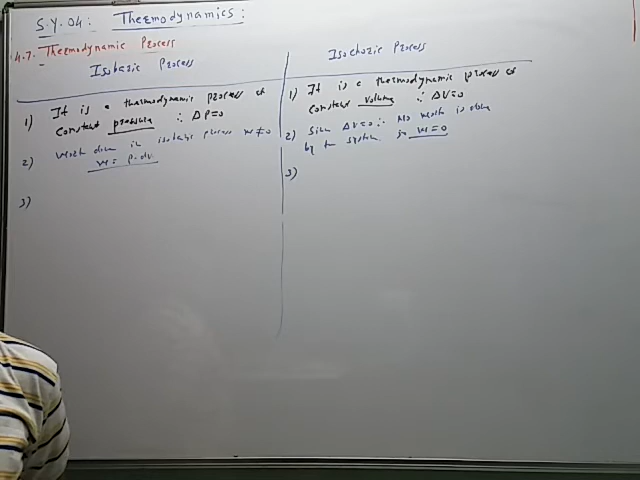 S.Y. 04: Thermodynamics:
4.7. Thermodynamic Process
Isobaric Process
1) It is a thermodynamic process at
constant pressure ∴ ΔP=0
2) work done in isobaric process w≠0
w = P.dv
3)
Isochoric Process
1) It is a thermodynamic process at
constant volume ∴ ΔV=0
2) Since ΔV=0 ∴ No work is done
by the system so w=0
3)